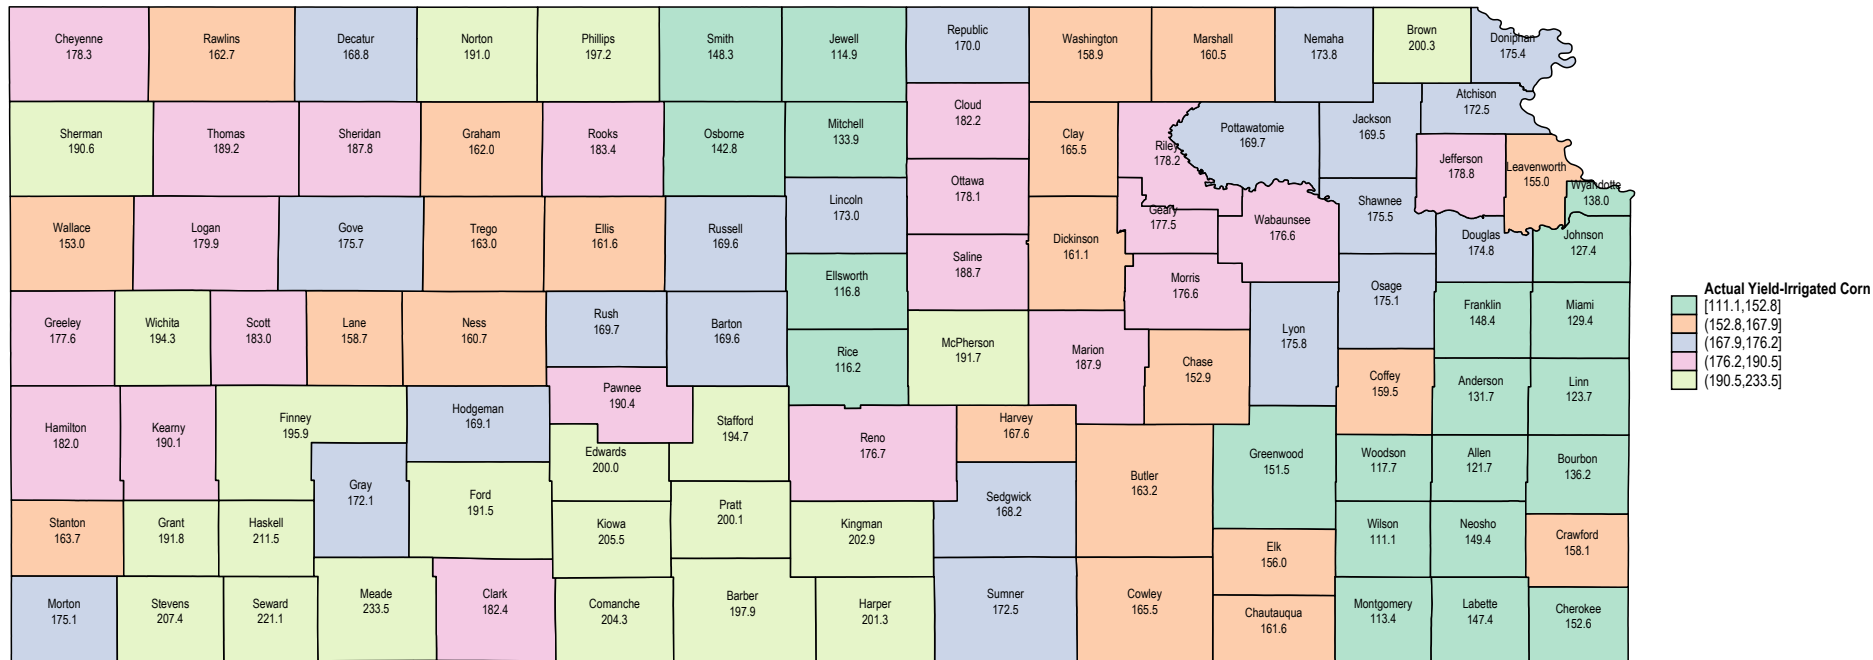 Cheyenne
178.3
Rawlins
162.7
Decatur
168.8
Norton
191.0
Phillips
197.2
Smith
148.3
Jewell
114.9
Republic
170.0
Washington
158.9
Marshall
160.5
Nemaha
173.8
Brown
200.3
Doniphan
175.4
Sherman
190.6
Thomas
189.2
Sheridan
187.8
Graham
162.0
Rooks
183.4
Osborne
142.8
Mitchell
133.9
Cloud
182.2
Clay
165.5
Riley
178.2
Pottawatomie
169.7
Jackson
169.5
Atchison
172.5
Jefferson
178.8
Leavenworth
155.0
Wyandotte
138.0
Wallace
153.0
Logan
179.9
Gove
175.7
Trego
163.0
Ellis
161.6
Russell
169.6
Lincoln
173.0
Ottawa
178.1
Saline
188.7
Dickinson
161.1
Geary
177.5
Wabaunsee
176.6
Shawnee
175.5
Douglas
174.8
Johnson
127.4
Ellsworth
116.8
Morris
176.6
Osage
175.1
Franklin
148.4
Miami
129.4
Greeley
177.6
Wichita
194.3
Scott
183.0
Lane
158.7
Ness
160.7
Rush
169.7
Barton
169.6
Rice
116.2
McPherson
191.7
Marion
187.9
Chase
152.9
Lyon
175.8
Coffey
159.5
Anderson
131.7
Linn
123.7
Hamilton
182.0
Kearny
190.1
Finney
195.9
Hodgeman
169.1
Pawnee
190.4
Stafford
194.7
Edwards
200.0
Gray
172.1
Ford
191.5
Reno
176.7
Harvey
167.6
Sedgwick
168.2
Butler
163.2
Greenwood
151.5
Woodson
117.7
Allen
121.7
Bourbon
136.2
Stanton
163.7
Grant
191.8
Haskell
211.5
Kiowa
205.5
Pratt
200.1
Kingman
202.9
Elk
156.0
Wilson
111.1
Neosho
149.4
Crawford
158.1
Morton
175.1
Stevens
207.4
Seward
221.1
Meade
233.5
Clark
182.4
Comanche
204.3
Barber
197.9
Harper
201.3
Sumner
172.5
Cowley
165.5
Chautauqua
161.6
Montgomery
113.4
Labette
147.4
Cherokee
152.6
Actual Yield-Irrigated Corn
[111.1,152.8]
(152.8,167.9]
(167.9,176.2]
(176.2,190.5]
(190.5,233.5]